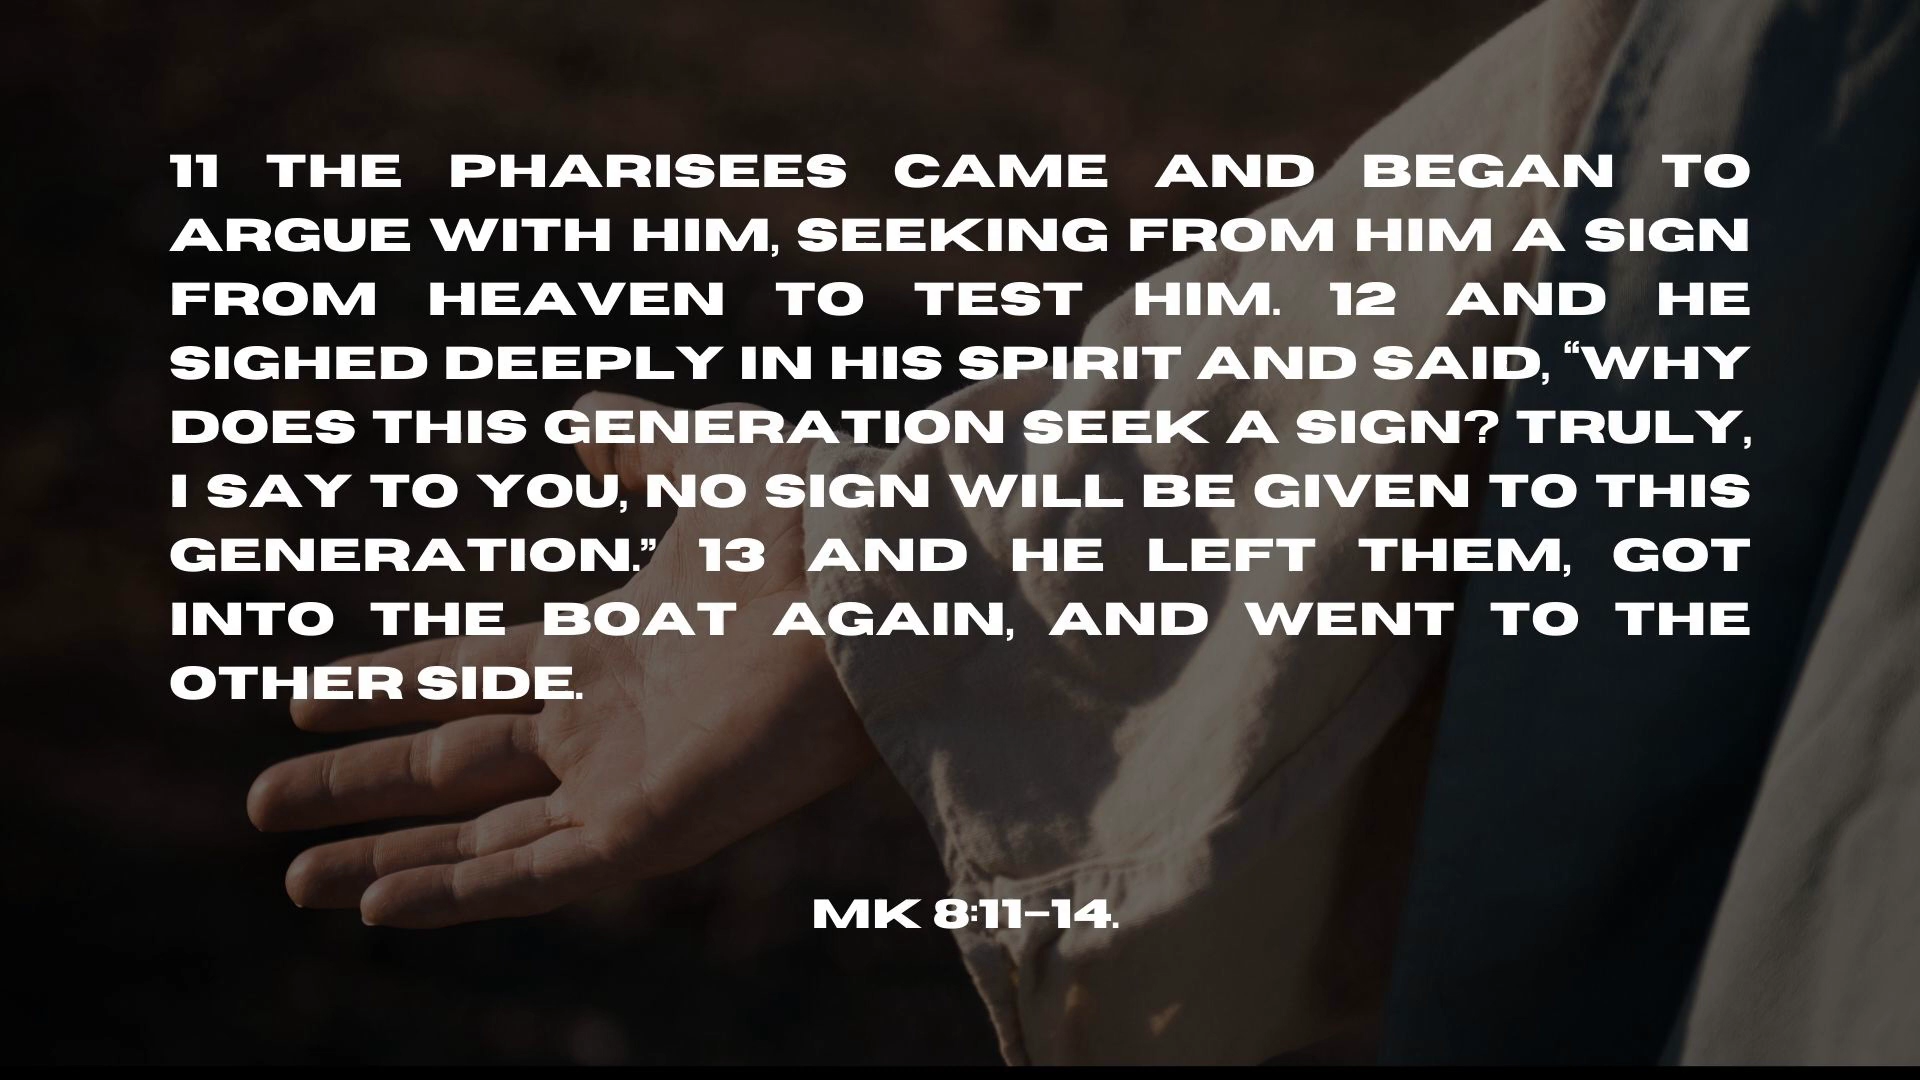 11 THE PHARISEES CAME AND BEGAN TO
ARGUE WITH HIM, SEEKING FROM HIM A SIGN
FROM HEAVEN TO TEST HIM. 12 AND HE
SIGHED DEEPLY IN HIS SPIRIT AND SAID, “WHY
DOES THIS GENERATION SEEK A SIGN? TRULY,
I SAY TO YOU, NO SIGN WILL BE GIVEN TO THIS
GENERATION.” 13 AND HE LEFT THEM, GOT
INTO THE BOAT AGAIN, AND WENT TO THE
OTHER SIDE.
MK 8:11–14.